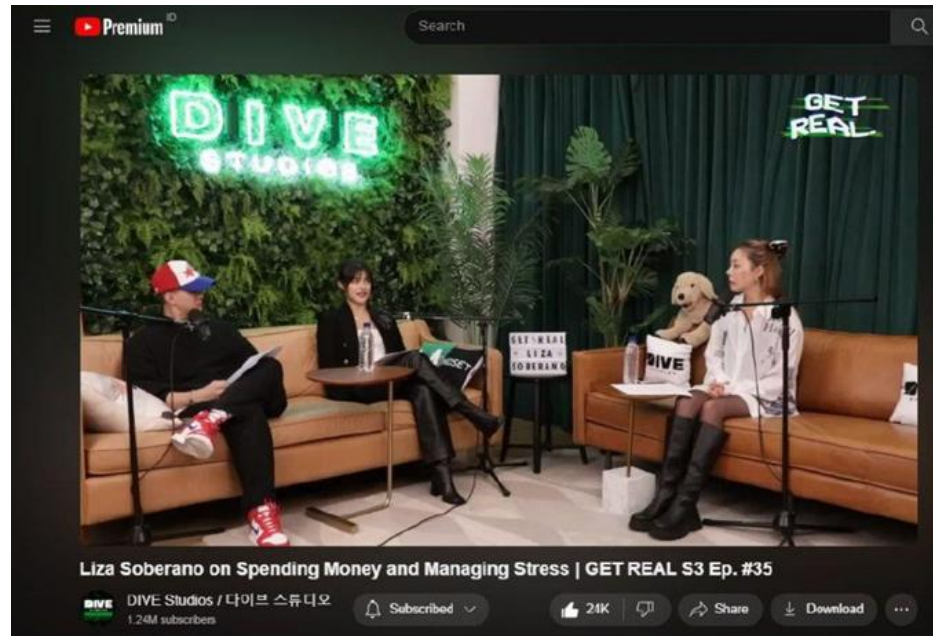 Premium ID
Search
DIVE
STUDIOS
GET
REAL
GET REAL
LIZA
SOBERANO
MINDSET
DIVE
Liza Soberano on Spending Money and Managing Stress | GET REAL S3 Ep. #35
DIVE
DIVE Studios / 다이브 스튜디오
1.24M subscribers
Subscribed
21K
Share
Download